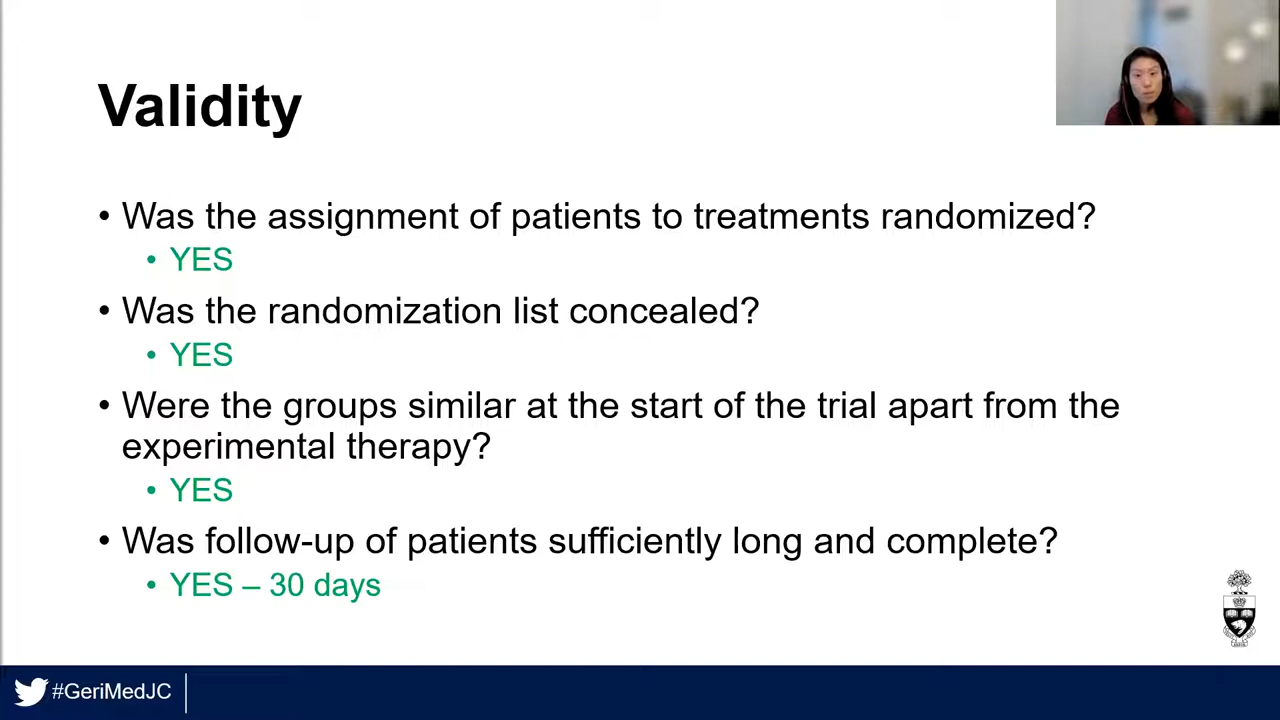 Validity
• Was the assignment of patients to treatments randomized?
• YES
• Was the randomization list concealed?
• YES
• Were the groups similar at the start of the trial apart from the
experimental therapy?
• YES
• Was follow-up of patients sufficiently long and complete?
• YES – 30 days
#GeriMedJC